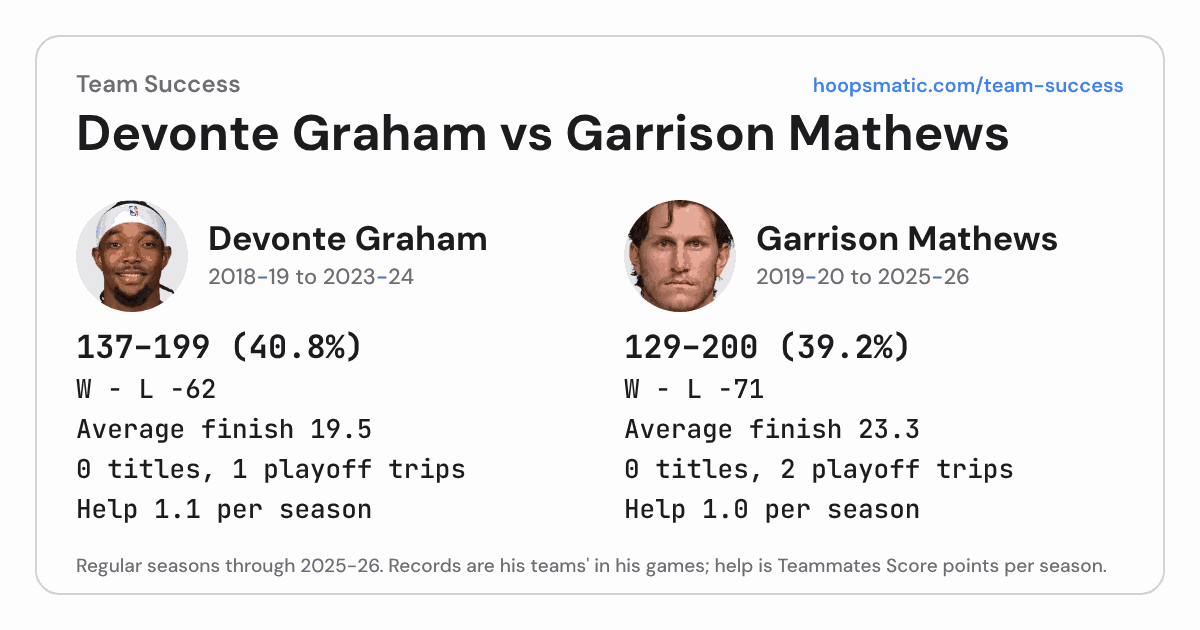 Team Success
hoopsmatic.com/team-success
Devonte Graham vs Garrison Mathews
Devonte Graham
2018-19 to 2023-24
137-199 (40.8%)
W - L -62
Average finish 19.5
0 titles, 1 playoff trips
Help 1.1 per season
Garrison Mathews
2019-20 to 2025-26
129-200 (39.2%)
W - L -71
Average finish 23.3
0 titles, 2 playoff trips
Help 1.0 per season
Regular seasons through 2025-26. Records are his teams' in his games; help is Teammates Score points per season.